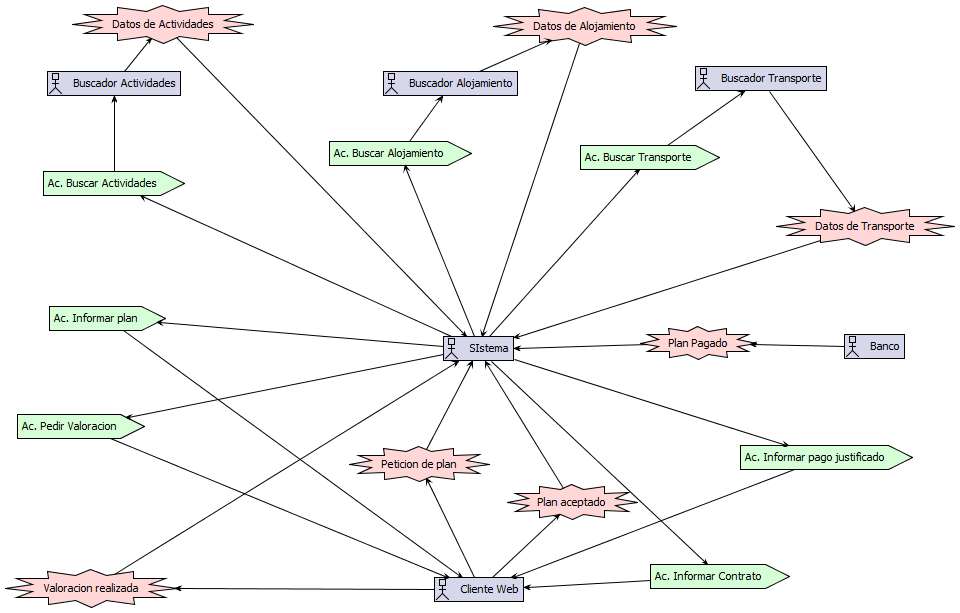 Datos de Actividades
Datos de Alojamiento
Buscador Actividades
Buscador Alojamiento
Buscador Transporte
Ac. Buscar Alojamiento
Ac. Buscar Transporte
Ac. Buscar Actividades
Datos de Transporte
Ac. Informar plan
SIstema
Plan Pagado
Banco
Ac. Pedir Valoracion
Peticion de plan
Ac. Informar pago justificado
Plan aceptado
Valoracion realizada
Cliente Web
Ac. Informar Contrato